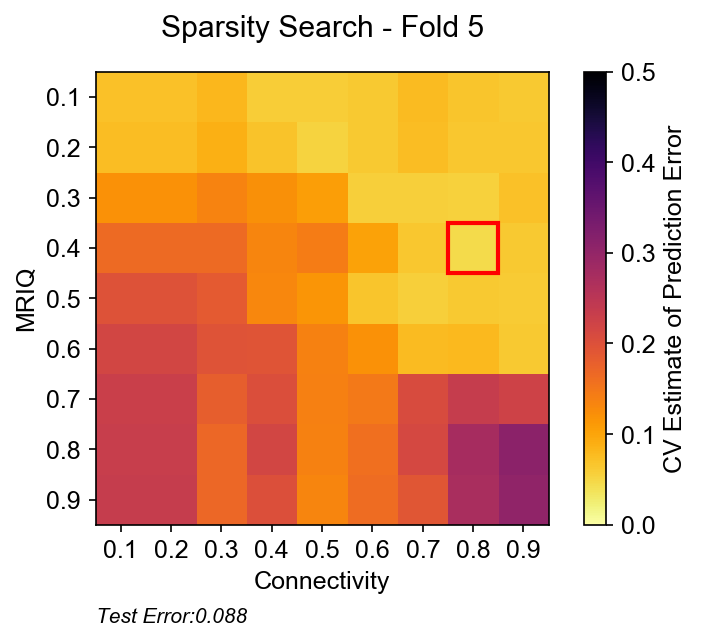 Sparsity Search - Fold 5
0.1
0.2
0.3
0.4
0.5
0.6
0.7
0.8
0.9
MRIQ
0.1 0.2 0.3 0.4 0.5 0.6 0.7 0.8 0.9
Connectivity
Test Error:0.088
0.5
0.4
0.3
0.2
0.1
0.0
CV Estimate of Prediction Error